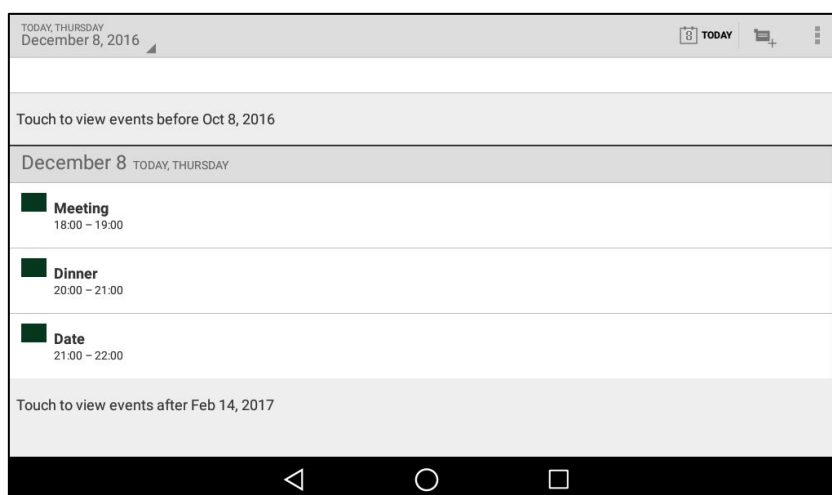 TODAY, THURSDAY
December 8, 2016
8 TODAY
Touch to view events before Oct 8, 2016
December 8 TODAY, THURSDAY
Meeting
18:00 – 19:00
Dinner
20:00 – 21:00
Date
21:00 – 22:00
Touch to view events after Feb 14, 2017